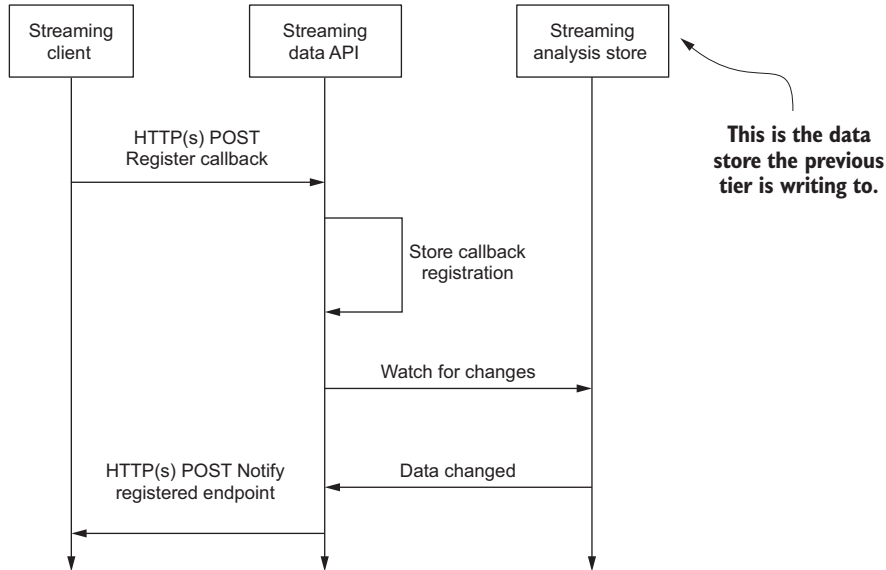 Streaming
client
Streaming
data API
Streaming
analysis store
This is the data
store the previous
tier is writing to.
HTTP(s) POST
Register callback
Store callback
registration
Watch for changes
Data changed
HTTP(s) POST Notify
registered endpoint